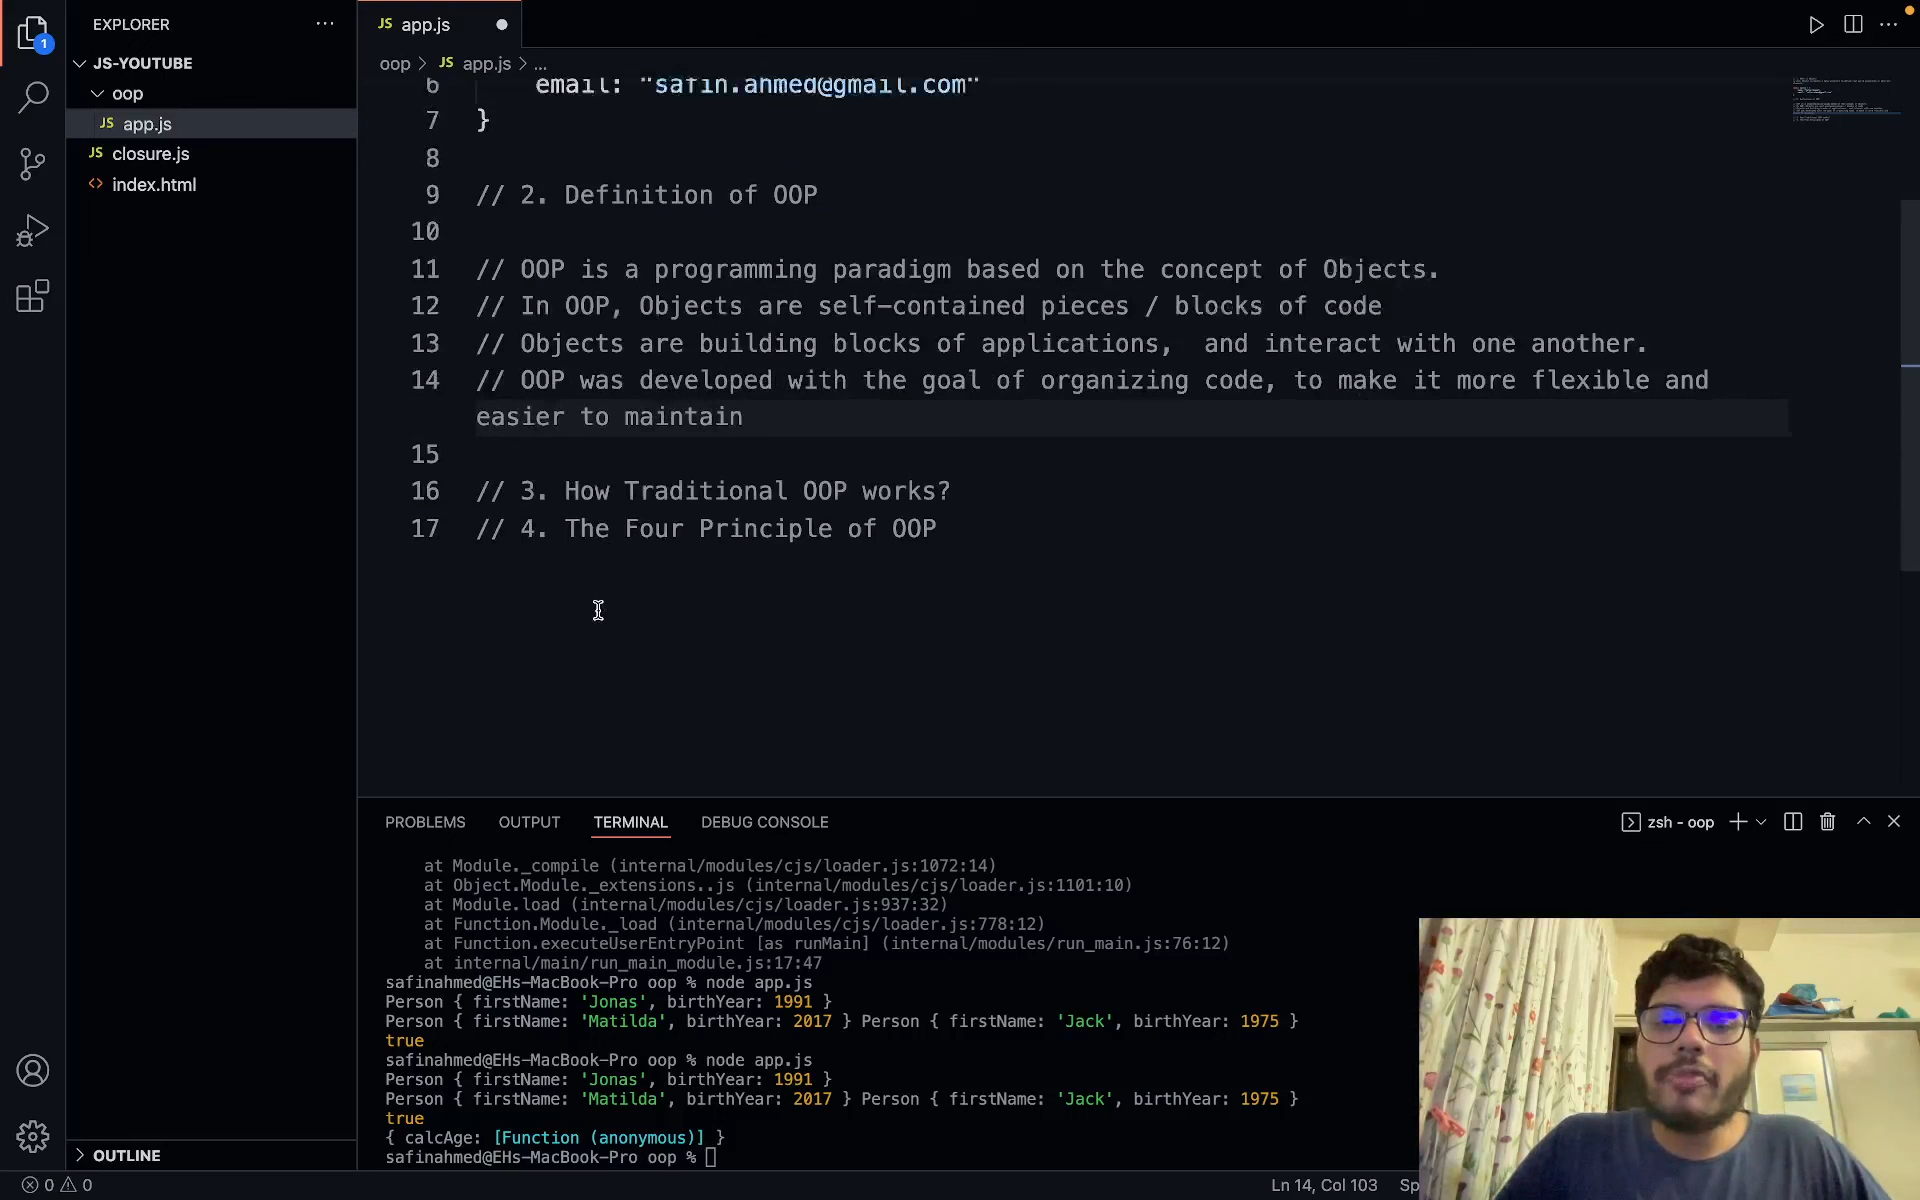 EXPLORER
···
JS app.js
JS-YOUTUBE
oop > JS app.js > ...
oop
JS app.js
JS closure.js
<> index.html
1
6 email: "safin.ahmed@gmail.com"
7 }
8
9 // 2. Definition of OOP
10
11 // OOP is a programming paradigm based on the concept of Objects.
12 // In OOP, Objects are self-contained pieces / blocks of code
13 // Objects are building blocks of applications,  and interact with one another.
14 // OOP was developed with the goal of organizing code, to make it more flexible and
easier to maintain
15
16 // 3. How Traditional OOP works?
17 // 4. The Four Principle of OOP
PROBLEMS OUTPUT TERMINAL DEBUG CONSOLE
zsh - oop
at Module._compile (internal/modules/cjs/loader.js:1072:14)
at Object.Module._extensions..js (internal/modules/cjs/loader.js:1101:10)
at Module.load (internal/modules/cjs/loader.js:937:32)
at Function.Module._load (internal/modules/cjs/loader.js:778:12)
at Function.executeUserEntryPoint [as runMain] (internal/modules/run_main.js:76:12)
at internal/main/run_main_module.js:17:47
safinahmed@EHs-MacBook-Pro oop % node app.js
Person { firstName: 'Jonas', birthYear: 1991 }
Person { firstName: 'Matilda', birthYear: 2017 } Person { firstName: 'Jack', birthYear: 1975 }
true
safinahmed@EHs-MacBook-Pro oop % node app.js
Person { firstName: 'Jonas', birthYear: 1991 }
Person { firstName: 'Matilda', birthYear: 2017 } Person { firstName: 'Jack', birthYear: 1975 }
true
{ calcAge: [Function (anonymous)] }
safinahmed@EHs-MacBook-Pro oop %
OUTLINE
0 0
Ln 14, Col 103 Sp